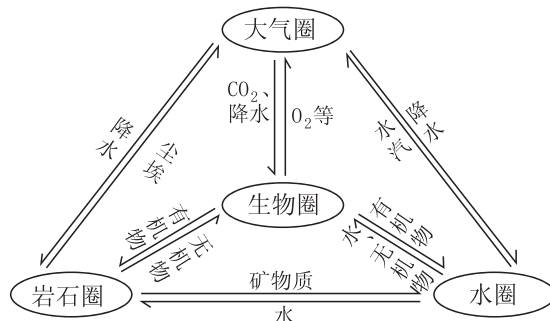 大气圈
CO₂、
降水
O₂等
降水
尘埃
水汽
降水
生物圈
有机物
无机物
有机物
水、无机物
岩石圈
矿物质
水
水圈